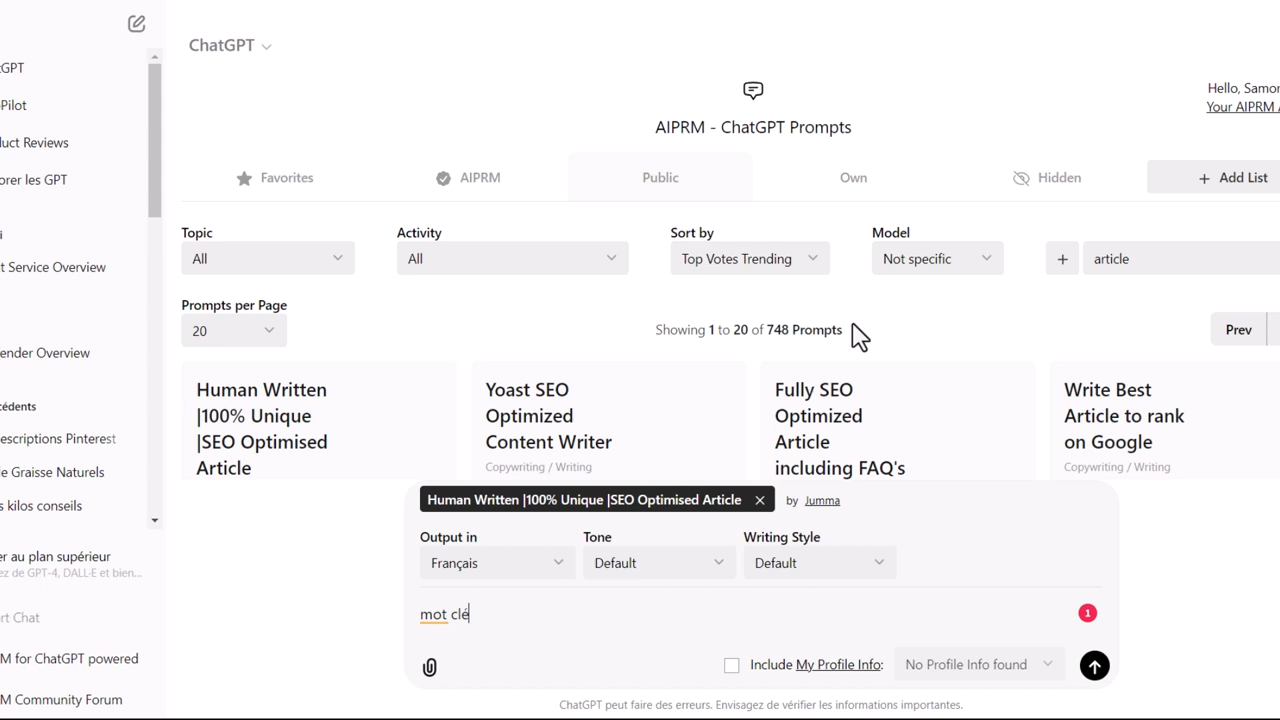 ChatGPT
Hello, Samon
Your AIPRM A
AIPRM - ChatGPT Prompts
Favorites
AIPRM
Public
Own
Hidden
+ Add List
Topic
Activity
Sort by
Model
All
All
Top Votes Trending
Not specific
+
article
Prompts per Page
20
Showing 1 to 20 of 748 Prompts
Prev
Human Written
|100% Unique
|SEO Optimised
Article
Yoast SEO
Optimized
Content Writer
Copywriting / Writing
Fully SEO
Optimized
Article
including FAQ's
Write Best
Article to rank
on Google
Copywriting / Writing
Human Written |100% Unique |SEO Optimised Article
by Jumma
Output in
Tone
Writing Style
Français
Default
Default
mot clé
1
Include My Profile Info:
No Profile Info found
ChatGPT peut faire des erreurs. Envisagez de vérifier les informations importantes.
tGPT
Pilot
uct Reviews
orer les GPT
i
t Service Overview
ender Overview
cédents
escriptions Pinterest
le Graisse Naturels
s kilos conseils
er au plan supérieur
ez de GPT-4, DALL·E et bien...
rt Chat
M for ChatGPT powered
M Community Forum